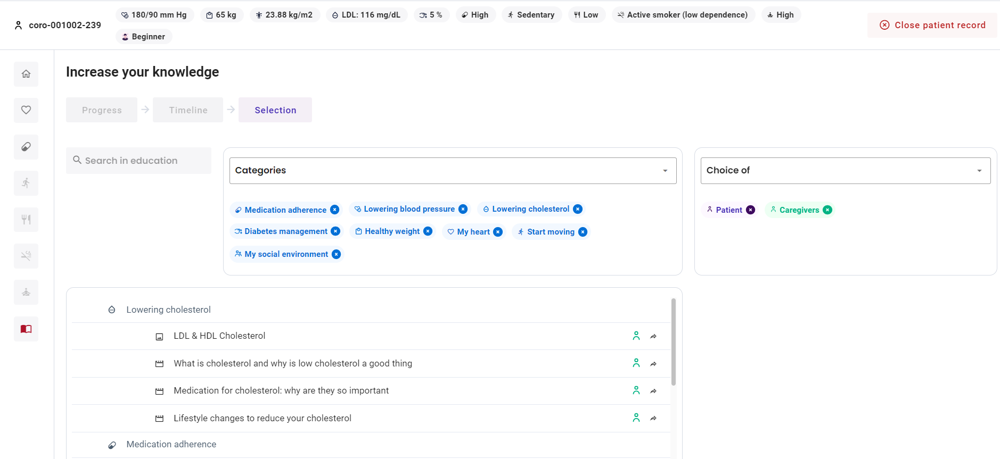 coro-001002-239
180/90 mm Hg 65 kg 23.88 kg/m2 LDL: 116 mg/dL 5 % High Sedentary Low Active smoker (low dependence) High
Beginner
Close patient record
Increase your knowledge
Progress Timeline Selection
Search in education
Categories
Medication adherence Lowering blood pressure Lowering cholesterol
Diabetes management Healthy weight My heart Start moving
My social environment
Choice of
Patient Caregivers
Lowering cholesterol
LDL & HDL Cholesterol
What is cholesterol and why is low cholesterol a good thing
Medication for cholesterol: why are they so important
Lifestyle changes to reduce your cholesterol
Medication adherence